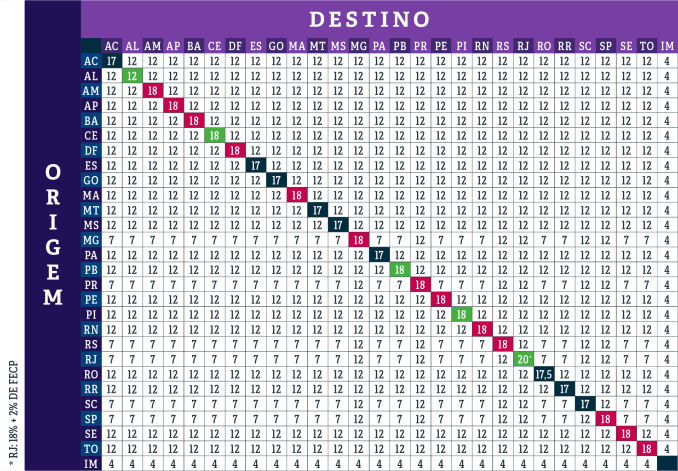 DESTINO
AC AL AM AP BA CE DF ES GO MA MT MS MG PA PB PR PE PI RN RS RJ RO RR SC SP SE TO IM
ORIGEM
AC 17 12 12 12 12 12 12 12 12 12 12 12 12 12 12 12 12 12 12 12 12 12 12 12 12 12 12 4
AL 12 12 12 12 12 12 12 12 12 12 12 12 12 12 12 12 12 12 12 12 12 12 12 12 12 12 12 4
AM 12 12 18 12 12 12 12 12 12 12 12 12 12 12 12 12 12 12 12 12 12 12 12 12 12 12 12 4
AP 12 12 12 18 12 12 12 12 12 12 12 12 12 12 12 12 12 12 12 12 12 12 12 12 12 12 12 4
BA 12 12 12 12 18 12 12 12 12 12 12 12 12 12 12 12 12 12 12 12 12 12 12 12 12 12 12 4
CE 12 12 12 12 12 18 12 12 12 12 12 12 12 12 12 12 12 12 12 12 12 12 12 12 12 12 12 4
DF 12 12 12 12 12 12 18 12 12 12 12 12 12 12 12 12 12 12 12 12 12 12 12 12 12 12 12 4
ES 12 12 12 12 12 12 12 17 12 12 12 12 12 12 12 12 12 12 12 12 12 12 12 12 12 12 12 4
GO 12 12 12 12 12 12 12 12 17 12 12 12 12 12 12 12 12 12 12 12 12 12 12 12 12 12 12 4
MA 12 12 12 12 12 12 12 12 12 18 12 12 12 12 12 12 12 12 12 12 12 12 12 12 12 12 12 4
MT 12 12 12 12 12 12 12 12 12 12 17 12 12 12 12 12 12 12 12 12 12 12 12 12 12 12 12 4
MS 12 12 12 12 12 12 12 12 12 12 12 17 12 12 12 12 12 12 12 12 12 12 12 12 12 12 12 4
MG 7 7 7 7 7 7 7 7 7 7 7 7 18 7 7 12 7 7 7 12 12 7 7 12 12 7 7 4
PA 12 12 12 12 12 12 12 12 12 12 12 12 12 17 12 12 12 12 12 12 12 12 12 12 12 12 12 4
PB 12 12 12 12 12 12 12 12 12 12 12 12 12 12 18 12 12 12 12 12 12 12 12 12 12 12 12 4
PR 7 7 7 7 7 7 7 7 7 7 7 7 12 7 7 18 7 7 7 12 12 7 7 12 12 7 7 4
PE 12 12 12 12 12 12 12 12 12 12 12 12 12 12 12 12 18 12 12 12 12 12 12 12 12 12 12 4
PI 12 12 12 12 12 12 12 12 12 12 12 12 12 12 12 12 12 18 12 12 12 12 12 12 12 12 12 4
RN 12 12 12 12 12 12 12 12 12 12 12 12 12 12 12 12 12 12 18 12 12 12 12 12 12 12 12 4
RS 7 7 7 7 7 7 7 7 7 7 7 7 12 7 7 12 7 7 7 18 12 7 7 12 12 7 7 4
RJ 7 7 7 7 7 7 7 7 7 7 7 7 12 7 7 12 7 7 7 12 20* 7 7 12 12 7 7 4
RO 12 12 12 12 12 12 12 12 12 12 12 12 12 12 12 12 12 12 12 12 12 17,5 12 12 12 12 12 4
RR 12 12 12 12 12 12 12 12 12 12 12 12 12 12 12 12 12 12 12 12 12 12 17 12 12 12 12 4
SC 7 7 7 7 7 7 7 7 7 7 7 7 12 7 7 12 7 7 7 12 12 7 7 17 12 7 7 4
SP 7 7 7 7 7 7 7 7 7 7 7 7 12 7 7 12 7 7 7 12 12 7 7 12 18 7 7 4
SE 12 12 12 12 12 12 12 12 12 12 12 12 12 12 12 12 12 12 12 12 12 12 12 12 12 18 12 4
TO 12 12 12 12 12 12 12 12 12 12 12 12 12 12 12 12 12 12 12 12 12 12 12 12 12 12 18 4
IM 4 4 4 4 4 4 4 4 4 4 4 4 4 4 4 4 4 4 4 4 4 4 4 4 4 4 4
* RJ: 18% + 2% DE FECP